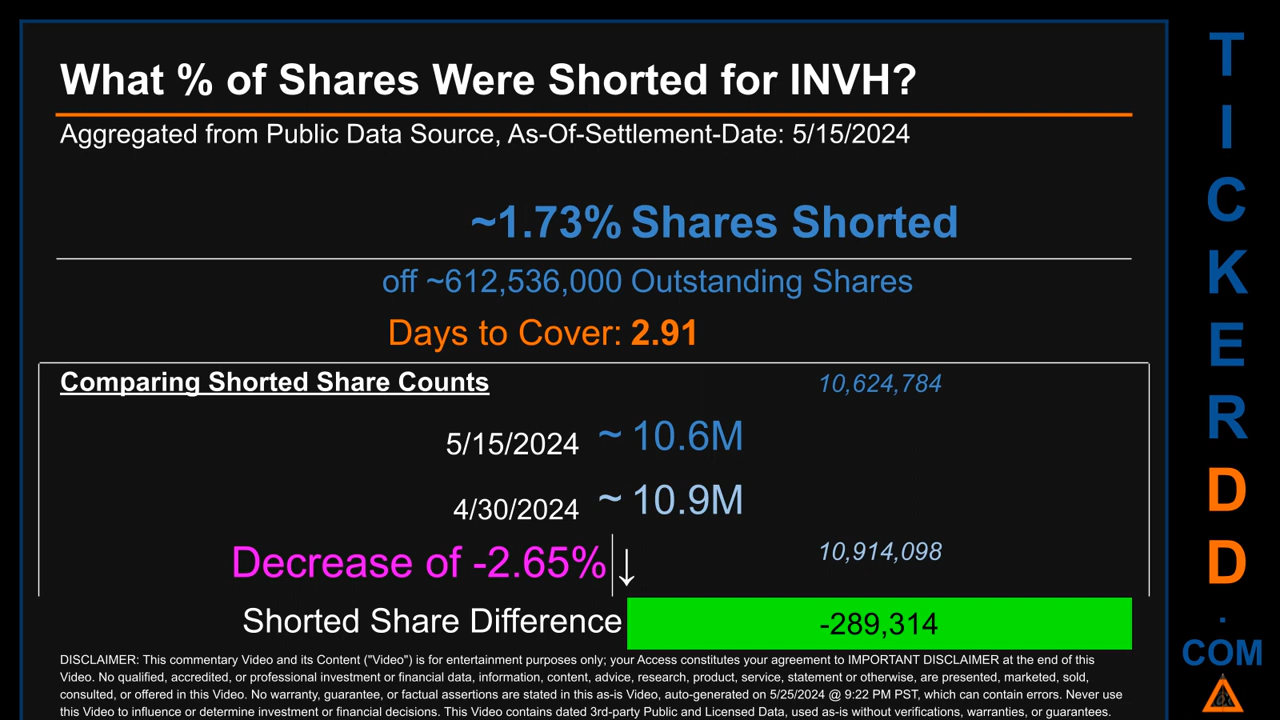 What % of Shares Were Shorted for INVH?
Aggregated from Public Data Source, As-Of-Settlement-Date: 5/15/2024
~1.73% Shares Shorted
off ~612,536,000 Outstanding Shares
Days to Cover: 2.91
Comparing Shorted Share Counts
10,624,784
5/15/2024 ~ 10.6M
4/30/2024 ~ 10.9M
10,914,098
Decrease of -2.65% ↓
Shorted Share Difference -289,314
DISCLAIMER: This commentary Video and its Content ("Video") is for entertainment purposes only; your Access constitutes your agreement to IMPORTANT DISCLAIMER at the end of this
Video. No qualified, accredited, or professional investment or financial data, information, content, advice, research, product, service, statement or otherwise, are presented, marketed, sold,
consulted, or offered in this Video. No warranty, guarantee, or factual assertions are stated in this as-is Video, auto-generated on 5/25/2024 @ 9:22 PM PST, which can contain errors. Never use
this Video to influence or determine investment or financial decisions. This Video contains dated 3rd-party Public and Licensed Data, used as-is without verifications, warranties, or guarantees.
T
I
C
K
E
R
D
D
.
COM